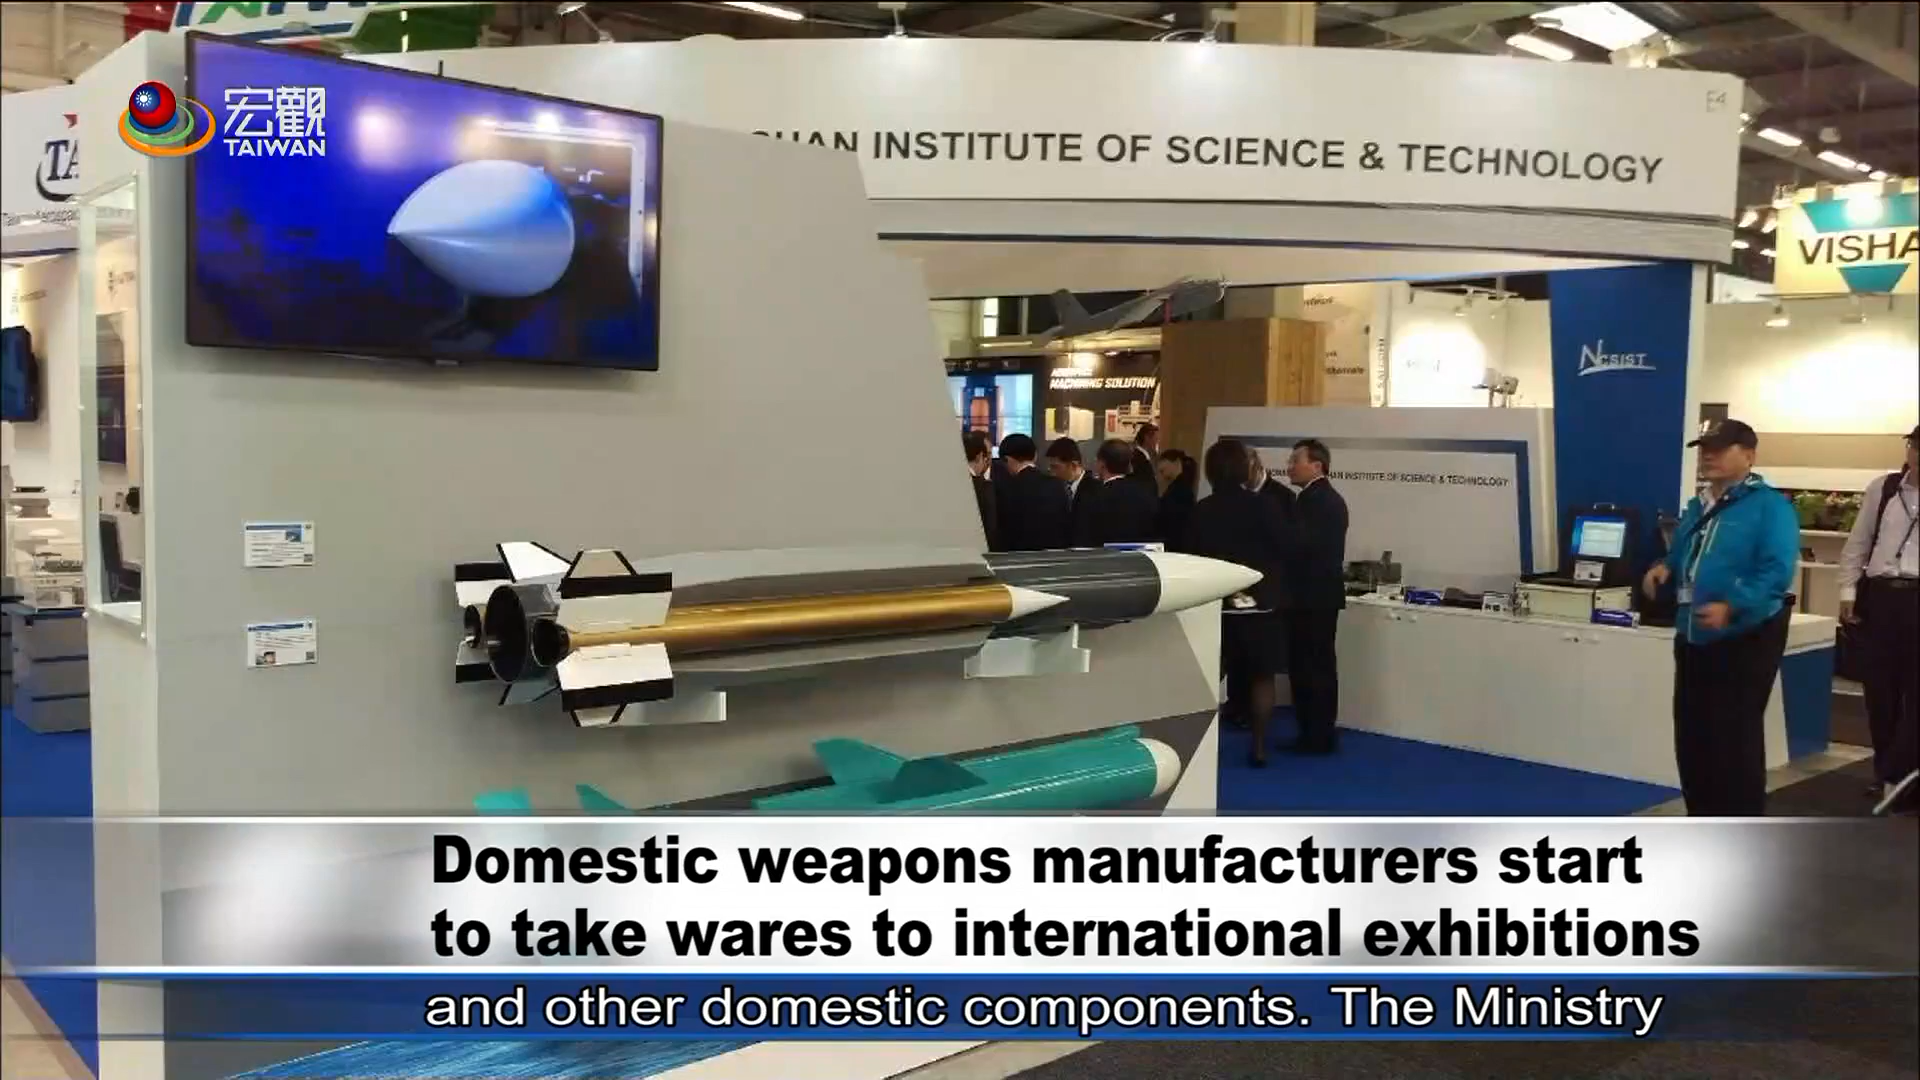 宏觀
TAIWAN
INSTITUTE OF SCIENCE & TECHNOLOGY
E4
MACHINING SOLUTION
NCSIST
INSTITUTE OF SCIENCE & TECHNOLOGY
Domestic weapons manufacturers start
to take wares to international exhibitions
and other domestic components. The Ministry